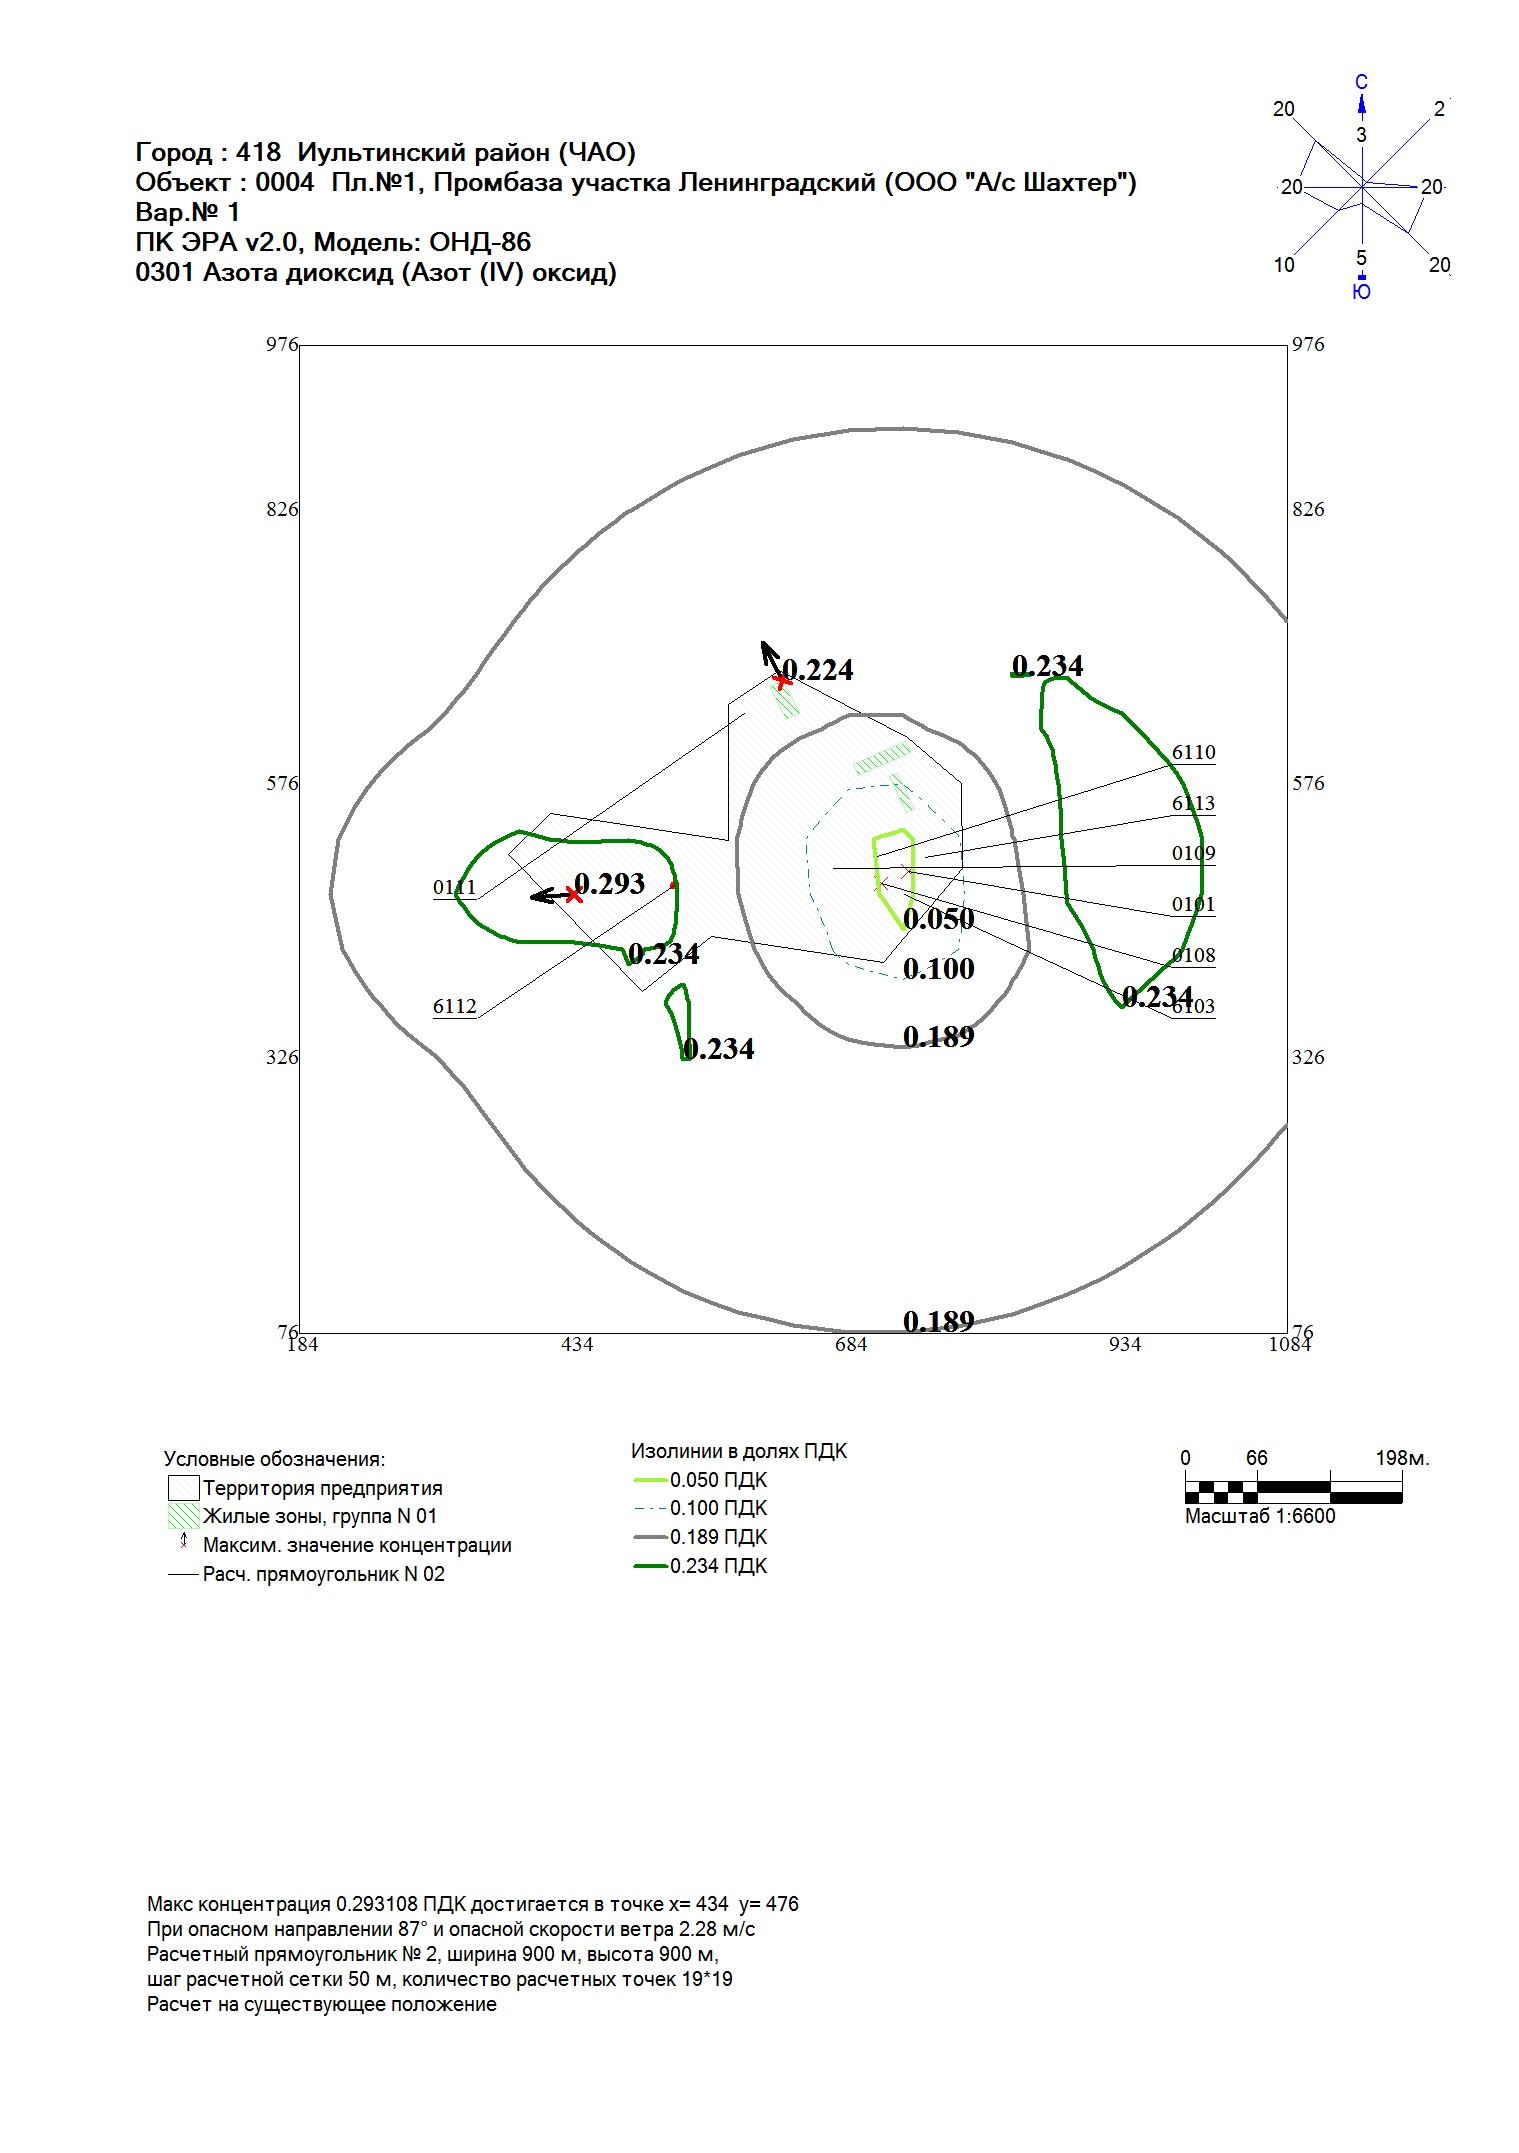 С
20
2
3
20
20
10
5
20
Ю
Город : 418  Иультинский район (ЧАО)
Объект : 0004  Пл.№1, Промбаза участка Ленинградский (ООО "А/с Шахтер")
Вар.№ 1
ПК ЭРА v2.0, Модель: ОНД-86
0301 Азота диоксид (Азот (IV) оксид)
976
976
826
826
0.224
0.234
6110
576
576
6113
0109
0111
0.293
0101
0.050
0.234
0108
0.100
0.234
6112
6103
0.189
0.234
326
326
0.189
76
76
184
434
684
934
1084
Условные обозначения:
Территория предприятия
Жилые зоны, группа N 01
Максим. значение концентрации
Расч. прямоугольник N 02
Изолинии в долях ПДК
0.050 ПДК
0.100 ПДК
0.189 ПДК
0.234 ПДК
0 66 198м.
Масштаб 1:6600
Макс концентрация 0.293108 ПДК достигается в точке x= 434  y= 476
При опасном направлении 87° и опасной скорости ветра 2.28 м/с
Расчетный прямоугольник № 2, ширина 900 м, высота 900 м,
шаг расчетной сетки 50 м, количество расчетных точек 19*19
Расчет на существующее положение